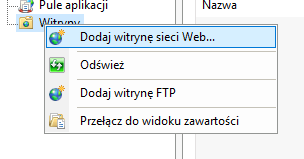 Pule aplikacji
Nazwa
Witryny
Dodaj witrynę sieci Web...
Odśwież
Dodaj witrynę FTP
Przełącz do widoku zawartości